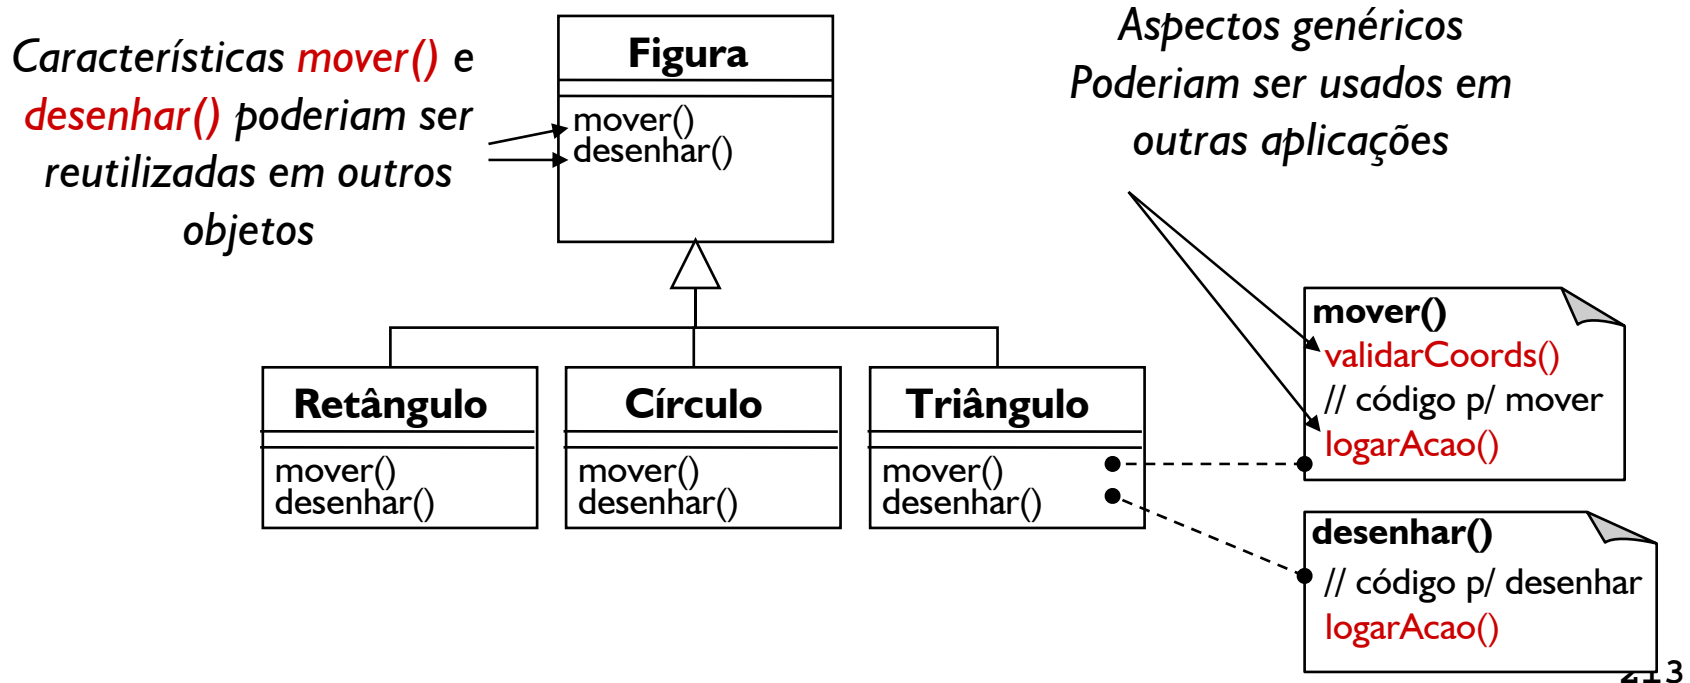 Características mover() e
desenhar() poderiam ser
reutilizadas em outros
objetos
Figura
mover()
desenhar()
Aspectos genéricos
Poderiam ser usados em
outras aplicações
Retângulo
mover()
desenhar()
Círculo
mover()
desenhar()
Triângulo
mover()
desenhar()
mover()
validarCoords()
// código p/ mover
logarAcao()
desenhar()
// código p/ desenhar
logarAcao()
213